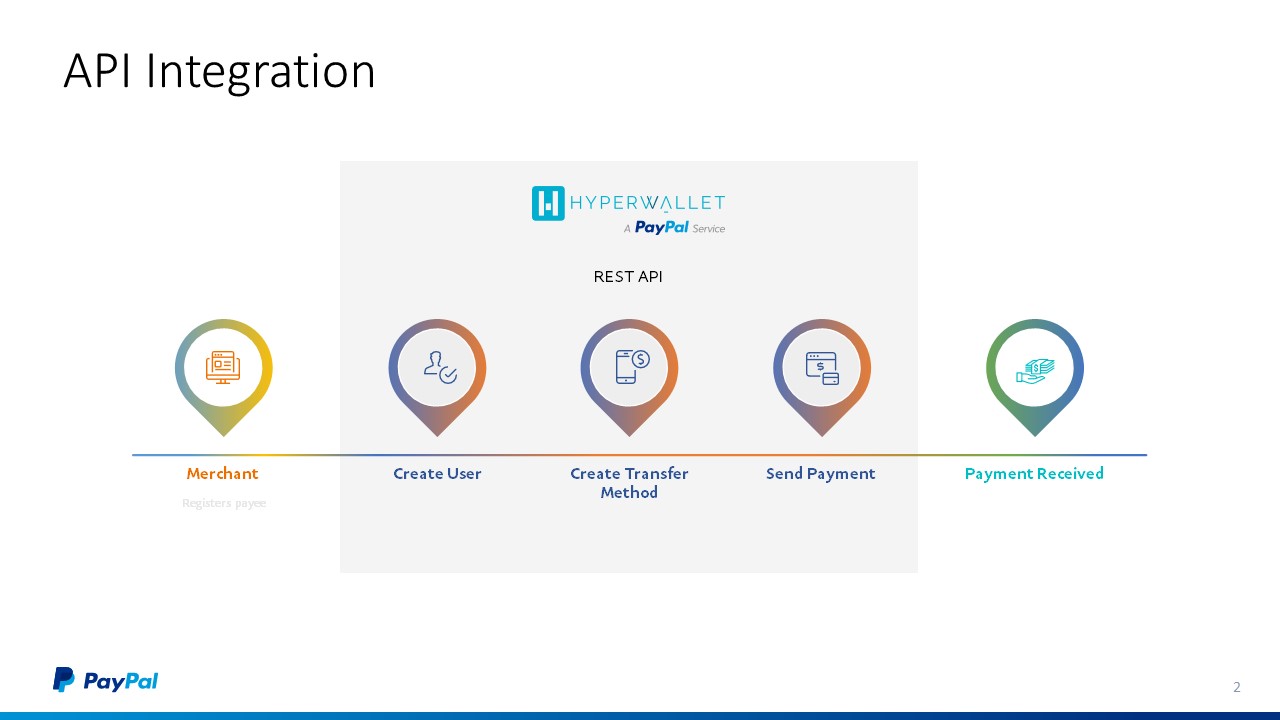 API Integration
HYPERWALLET
A PayPal Service
REST API
Merchant
Registers payee
Create User
Create Transfer
Method
Send Payment
Payment Received
PayPal
2